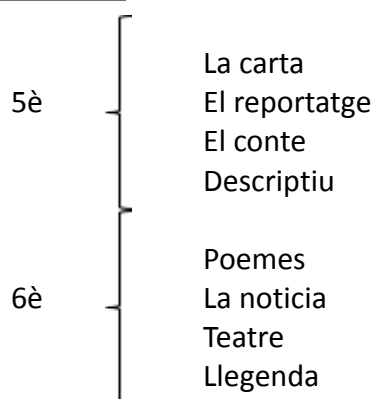 La carta
5è El reportatge
El conte
Descriptiu
Poemes
6è La noticia
Teatre
Llegenda